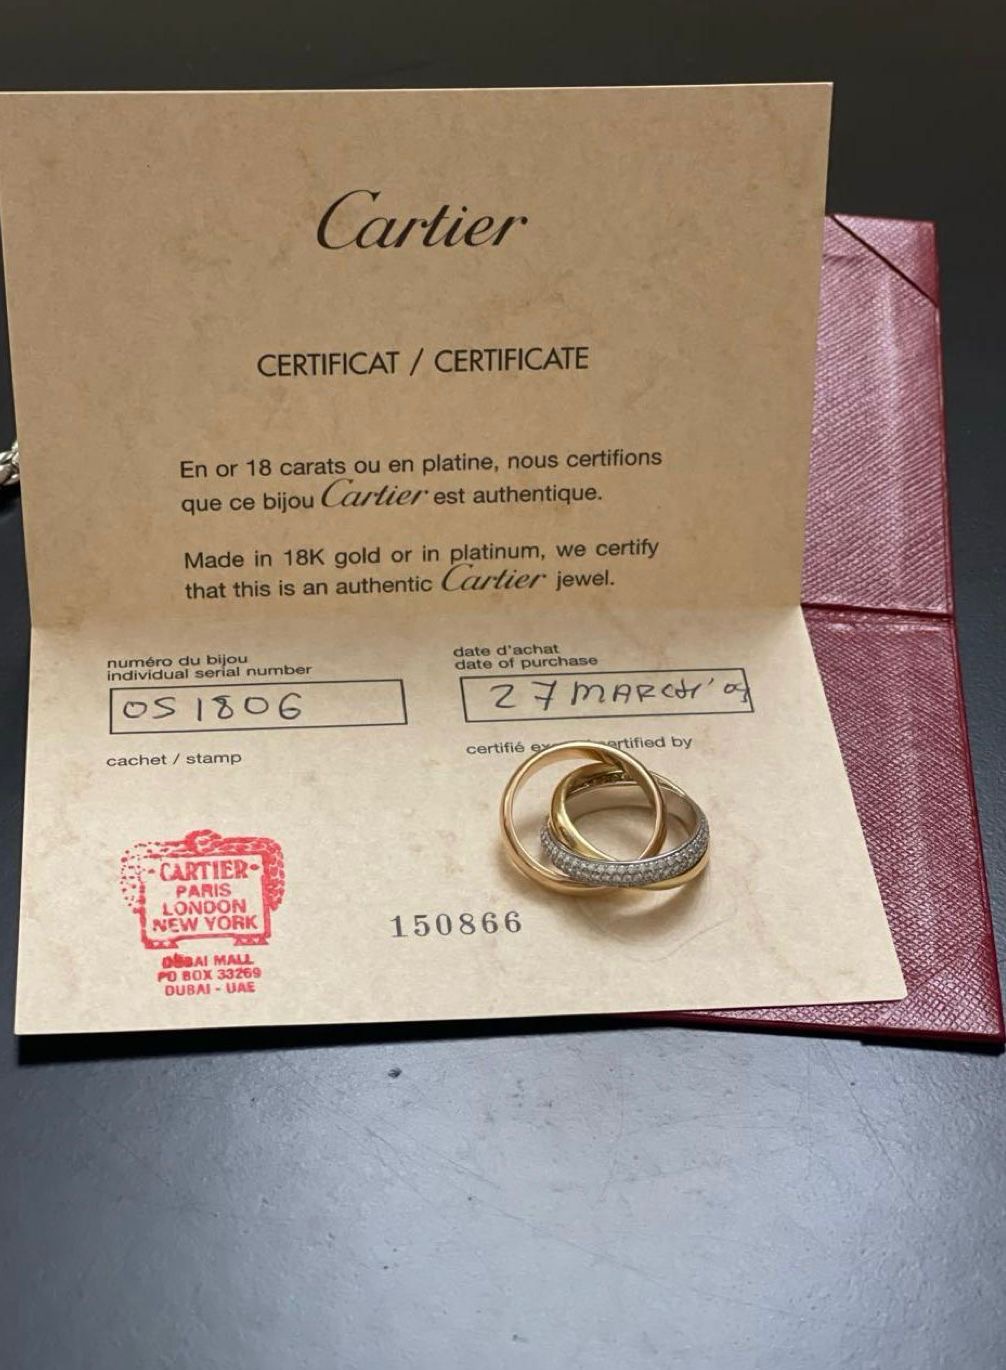 Cartier
CERTIFICAT / CERTIFICATE
En or 18 carats ou en platine, nous certifions
que ce bijou Cartier est authentique.
Made in 18K gold or in platinum, we certify
that this is an authentic Cartier jewel.
numéro du bijou
individual serial number
OS1806
date d'achat
date of purchase
27 MARCH'
cachet / stamp
certifié
by
CARTIER
PARIS
LONDON
NEW YORK
DUBAI MALL
PO BOX 33269
DUBAI - UAE
150866